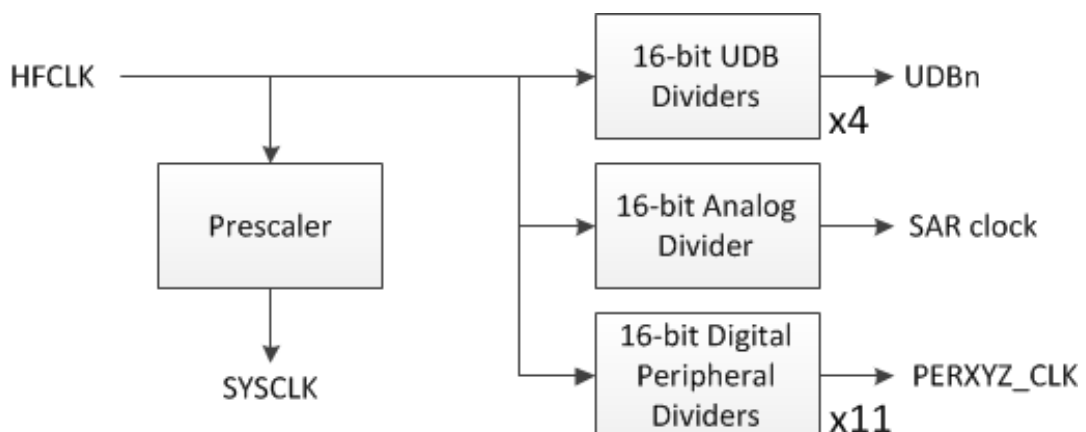 HFCLK
16-bit UDB
Dividers
x4
UDBn
Prescaler
SYSCLK
16-bit Analog
Divider
SAR clock
16-bit Digital
Peripheral
Dividers
x11
PERXYZ_CLK